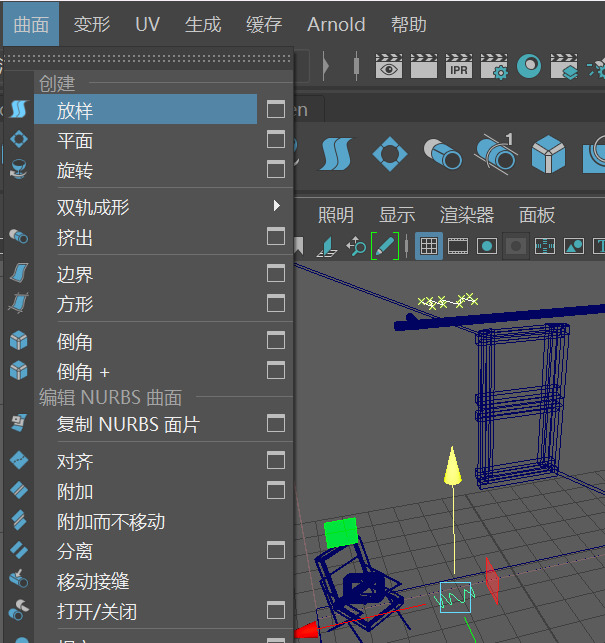 曲面 变形 UV 生成 缓存 Arnold 帮助
IPR
创建
放样
en
平面
1
旋转
双轨成形
照明 显示 渲染器 面板
挤出
边界
方形
倒角
倒角 +
编辑 NURBS 曲面
复制 NURBS 面片
对齐
附加
附加而不移动
分离
移动接缝
打开/关闭